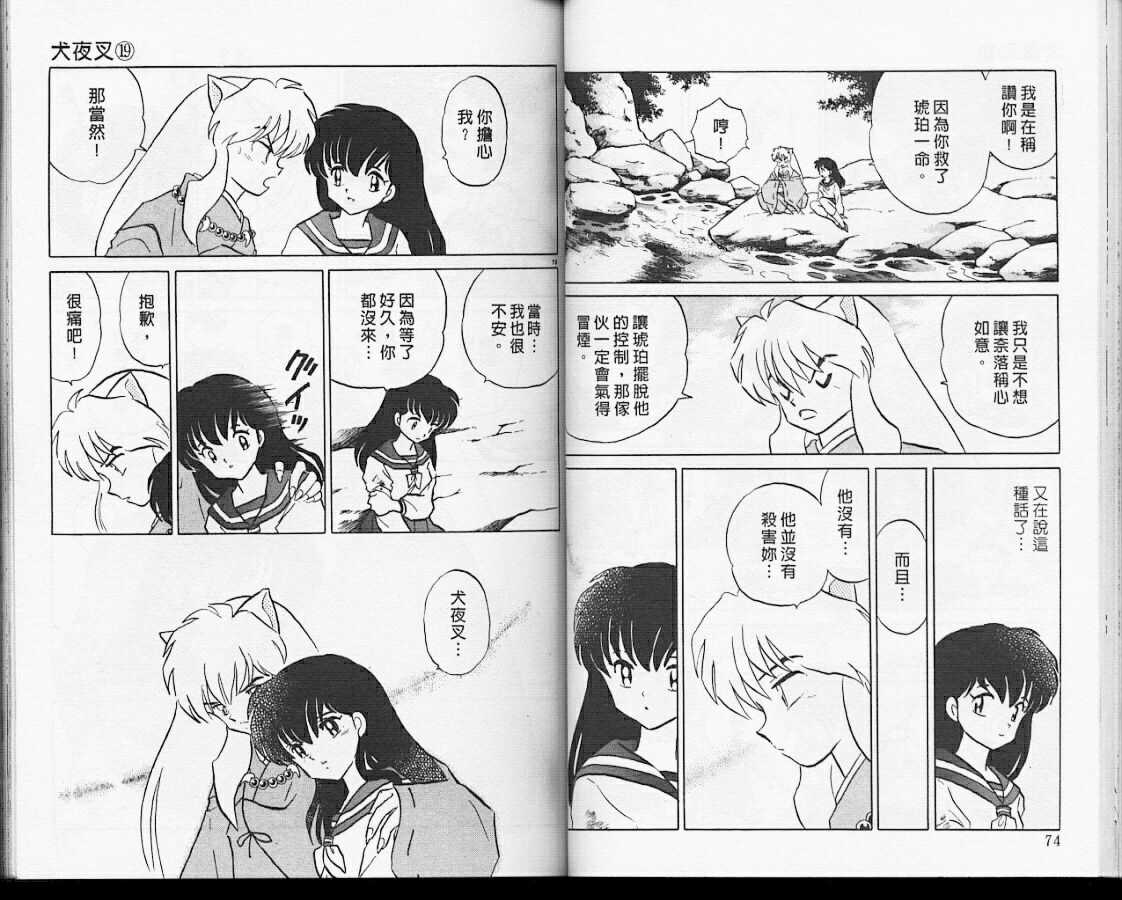 我是在稱
讚你啊！
因為你救了
琥珀一命。
哼！
我只是不想
讓奈落稱心
如意。
讓琥珀擺脫他
的控制，那傢
伙一定會氣得
冒煙。
又在說這
種話了…
而且…
他沒有…
他並沒有
殺害妳…
74
犬夜叉⑲
你擔心
我？
那當然！
當時…
我也很
不安。
因為等了
好久，你
都沒來…
グイッ
抱歉，
很痛吧！
犬夜叉…